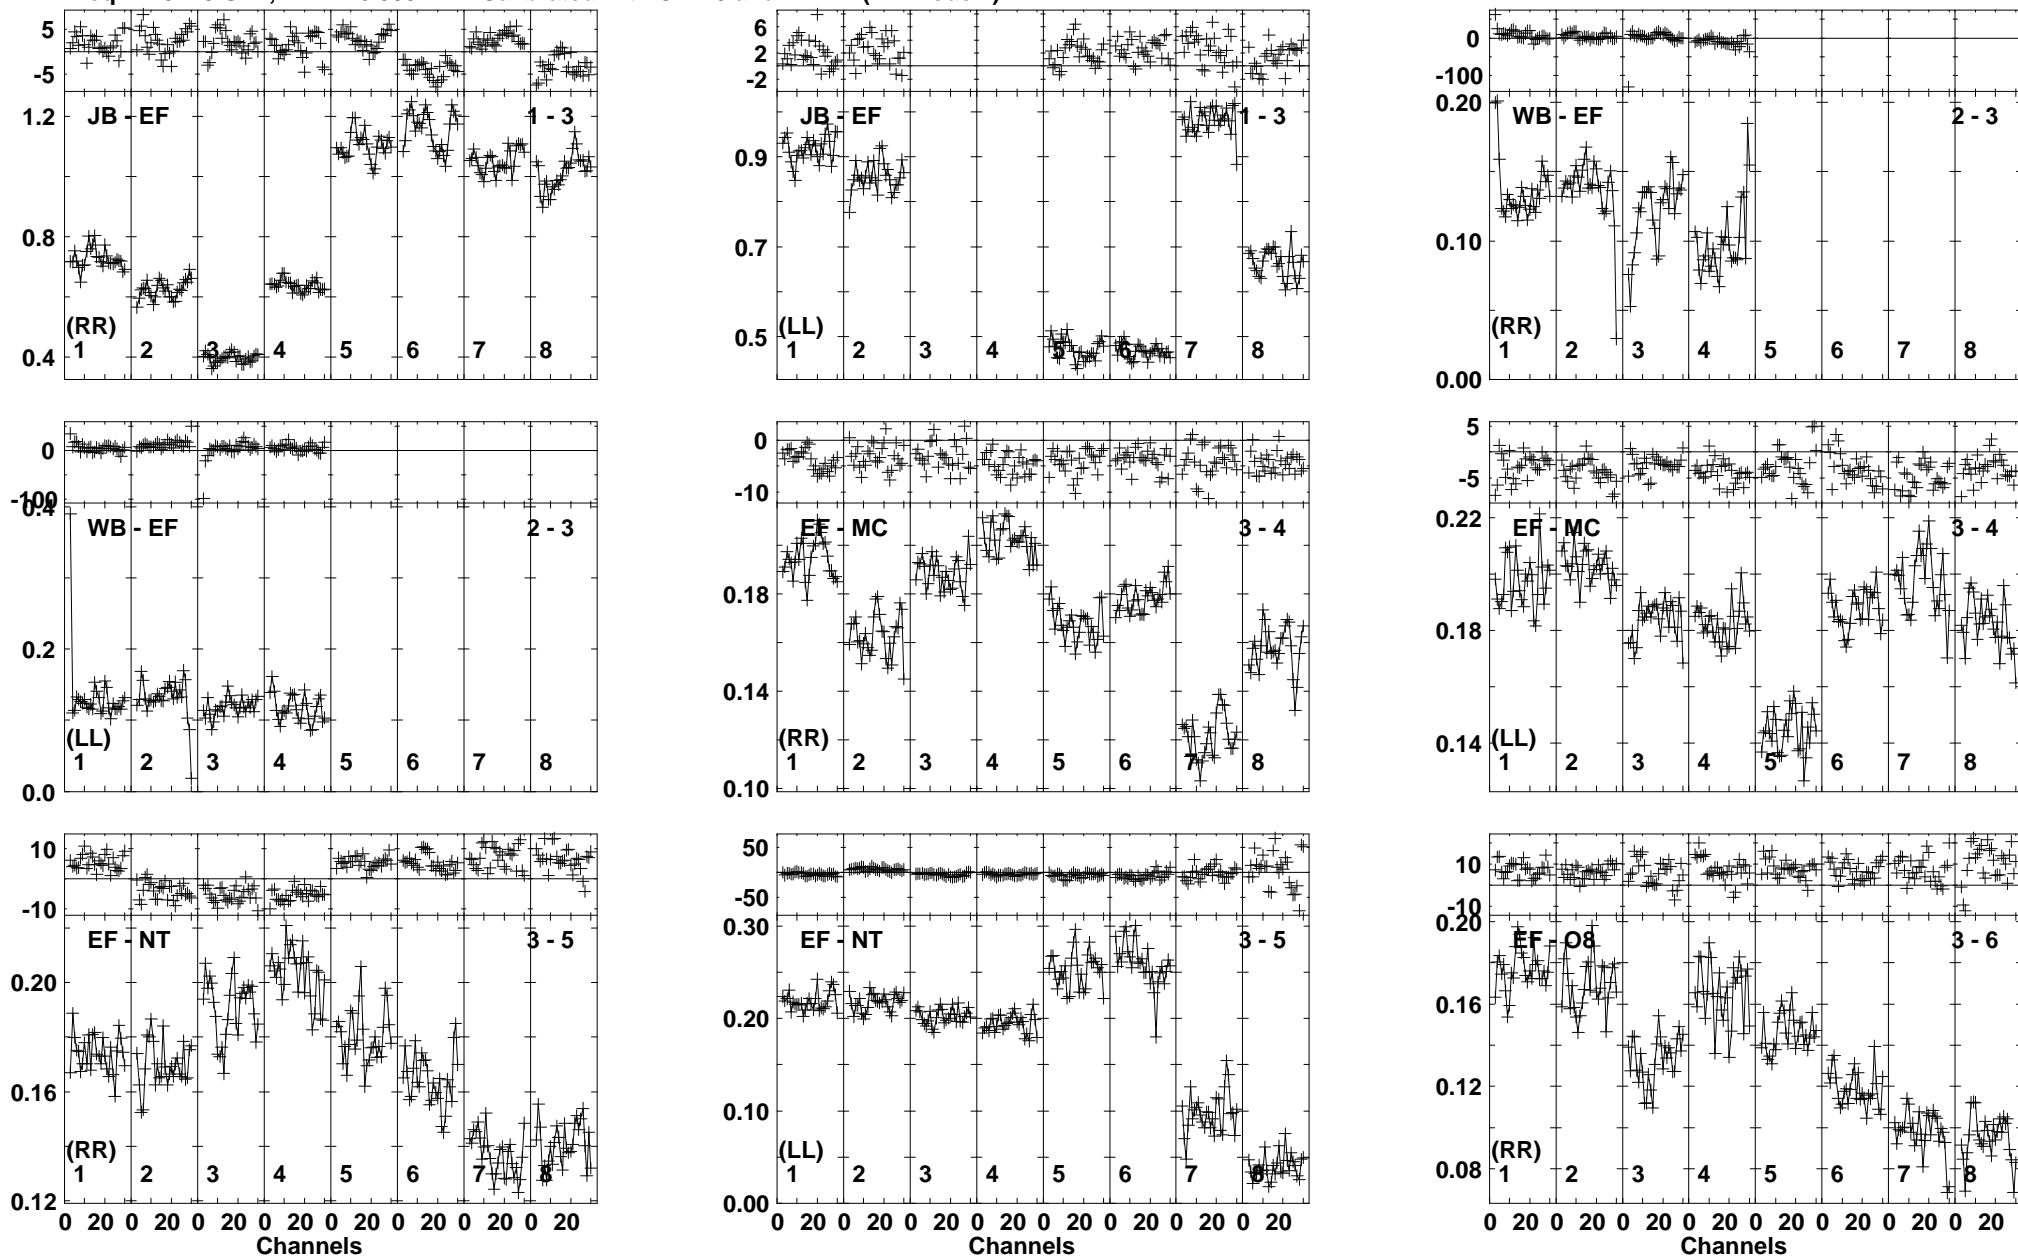 5 -5
JB - EF 1 - 3
1.2 0.8 0.4
(RR)
1 2 3 4 5 6 7 8
6 2 -2
JB - EF 1 - 3
0.9 0.7 0.5
(LL)
1 2 3 4 5 6 7 8
0 -100
WB - EF 2 - 3
0.20 0.10 0.00
(RR)
1 2 3 4 5 6 7 8
0 -100
WB - EF 2 - 3
0.4 0.2 0.0
(LL)
1 2 3 4 5 6 7 8
0 -10
EF - MC 3 - 4
0.18 0.14 0.10
(RR)
1 2 3 4 5 6 7 8
5 -5
EF - MC 3 - 4
0.22 0.18 0.14
(LL)
1 2 3 4 5 6 7 8
10 -10
EF - NT 3 - 5
0.20 0.16 0.12
(RR)
1 2 3 4 5 6 7 8
0 20 0 20 0 20 0 20 0 20 0 20 0 20 0 20
Channels
50 -50
EF - NT 3 - 5
0.30 0.20 0.10 0.00
(LL)
1 2 3 4 5 6 7 8
0 20 0 20 0 20 0 20 0 20 0 20 0 20 0 20
10 -10
EF - O8 3 - 6
0.20 0.16 0.12 0.08
(RR)
1 2 3 4 5 6 7 8
0 20 0 20 0 20 0 20 0 20 0 20 0 20 0 20
Channels